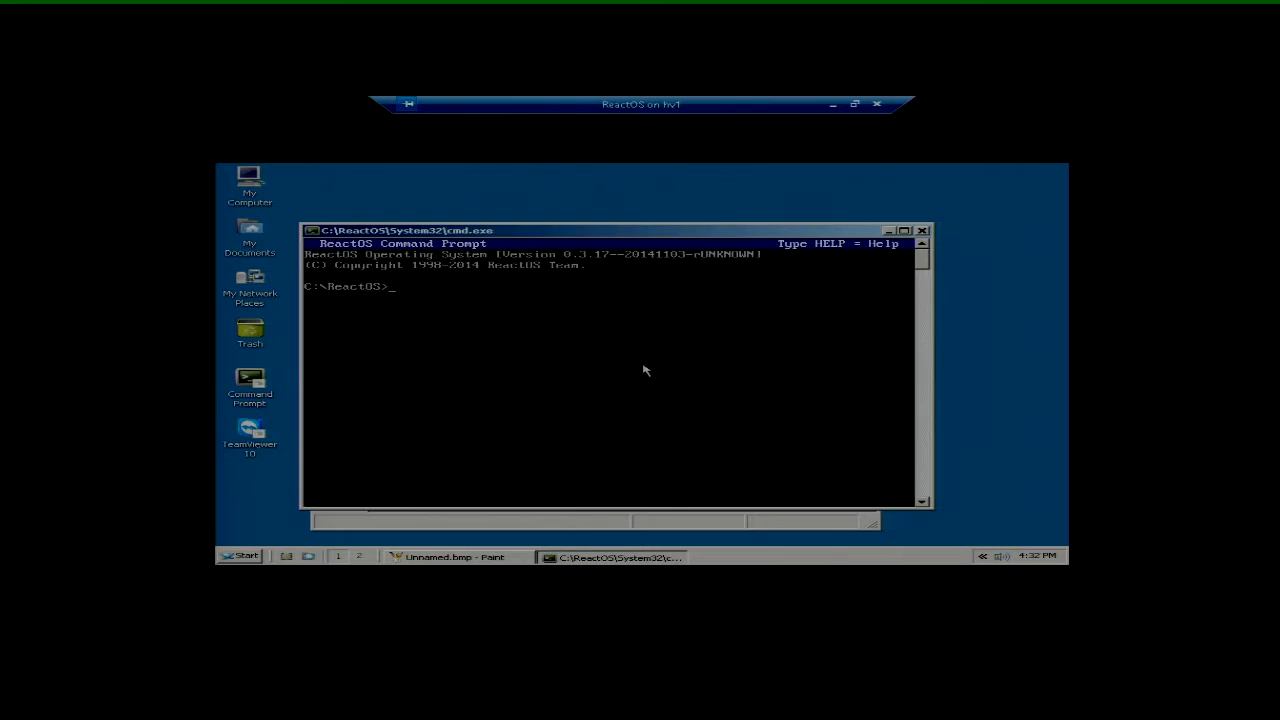 ReactOS on hv1
My
Computer
My
Documents
My Network
Places
Trash
Command
Prompt
TeamViewer
10
C:\ReactOS\System32\cmd.exe
ReactOS Command Prompt Type HELP = Help
ReactOS Operating System [Version 0.3.17--20141103-rUNKNOWN]
(C) Copyright 1998-2014 ReactOS Team.
C:\ReactOS>_
Start 1 2 Unnamed.bmp - Paint C:\ReactOS\System32\c... « 4:32 PM